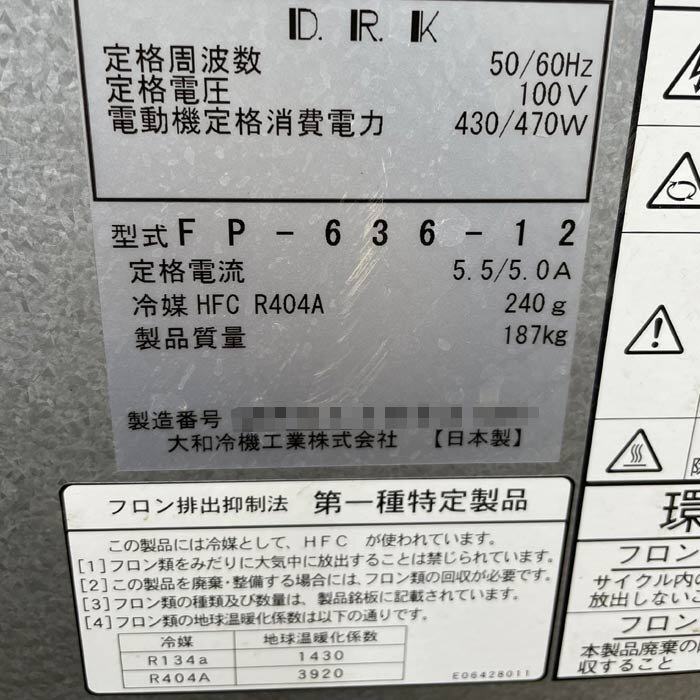 D. R. K
定格周波数 50/60Hz
定格電圧 100V
電動機定格消費電力 430/470W
型式 FP-636-12
定格電流 5.5/5.0A
冷媒 HFC R404A 240g
製品質量 187kg
製造番号
大和冷機工業株式会社 【日本製】
フロン排出抑制法 第一種特定製品
この製品には冷媒として、HFC が使われています。
[1] フロン類をみだりに大気中に放出することは禁じられています。
[2] この製品を廃棄・整備する場合には、フロン類の回収が必要です。
[3] フロン類の種類及び数量は、製品銘板に記載されています。
[4] フロン類の地球温暖化係数は以下の通りです。
冷媒 地球温暖化係数
R134a 1430
R404A 3920
E06428011
環
フロン
サイクル内の
放出しないこ
フロン
本製品廃棄の
収すること